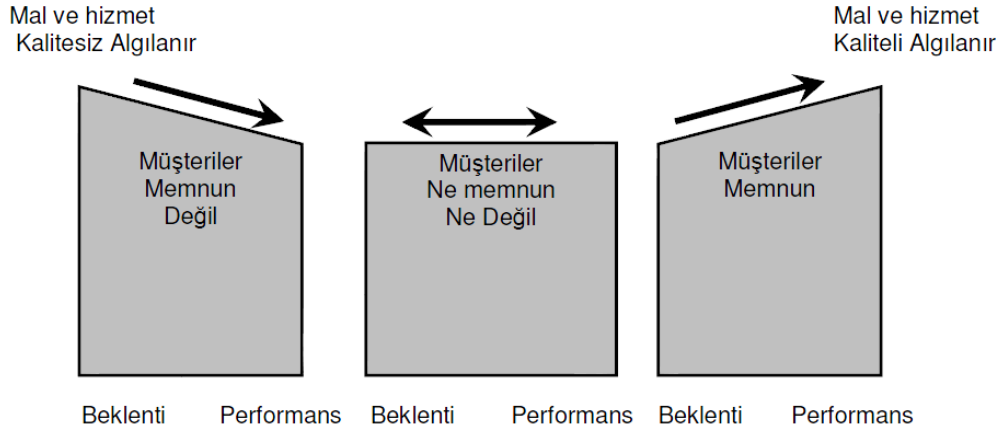 Mal ve hizmet
Kalitesiz Algılanır
Mal ve hizmet
Kaliteli Algılanır
Müşteriler
Memnun
Değil
Müşteriler
Ne memnun
Ne Değil
Müşteriler
Memnun
Beklenti Performans Beklenti Performans Beklenti Performans